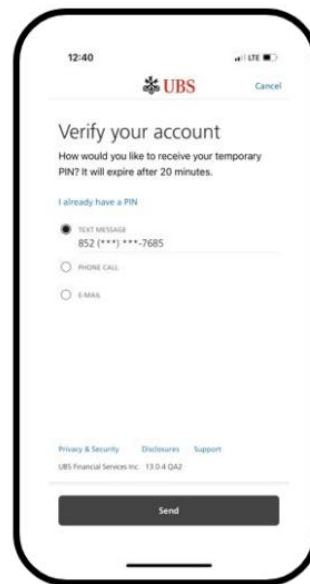 12:40
LTE
UBS
Cancel
Verify your account
How would you like to receive your temporary
PIN? It will expire after 20 minutes.
I already have a PIN
TEXT MESSAGE
852 (***) ***-7685
PHONE CALL
E-MAIL
Privacy & Security Disclosures Support
UBS Financial Services Inc. 13.0.4 QA2
Send